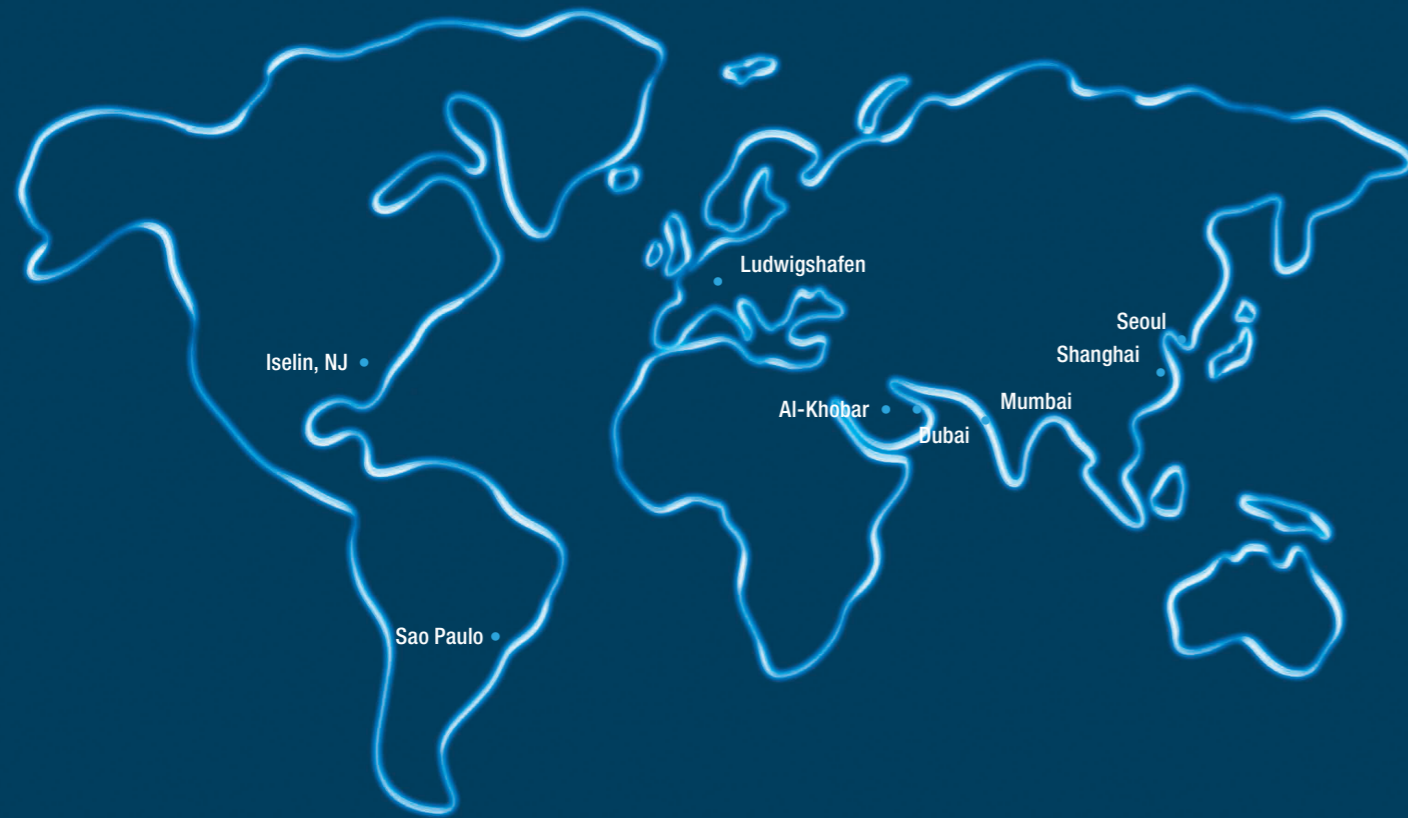 Ludwigshafen
Seoul
Shanghai
Iselin, NJ
Mumbai
Al-Khobar
Dubai
Sao Paulo